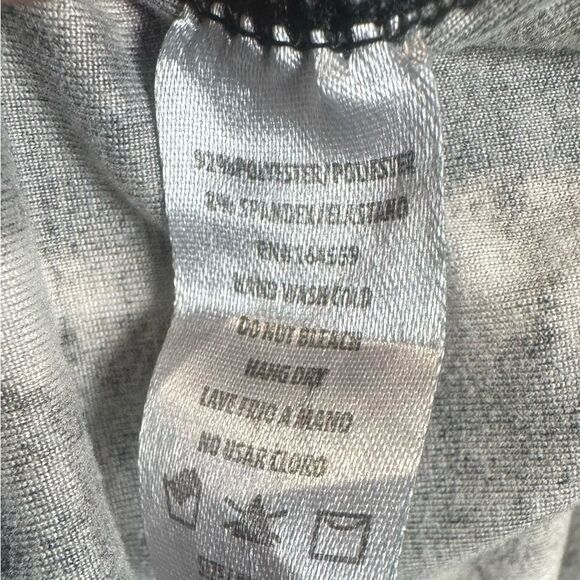 92%POLYESTER/POLIESTER
8% SPANDEX/ELASTANO
RN# 164559
HAND WASH COLD
DO NOT BLEACH
HANG DRY
LAVE FRIO A MANO
NO USAR CLORO